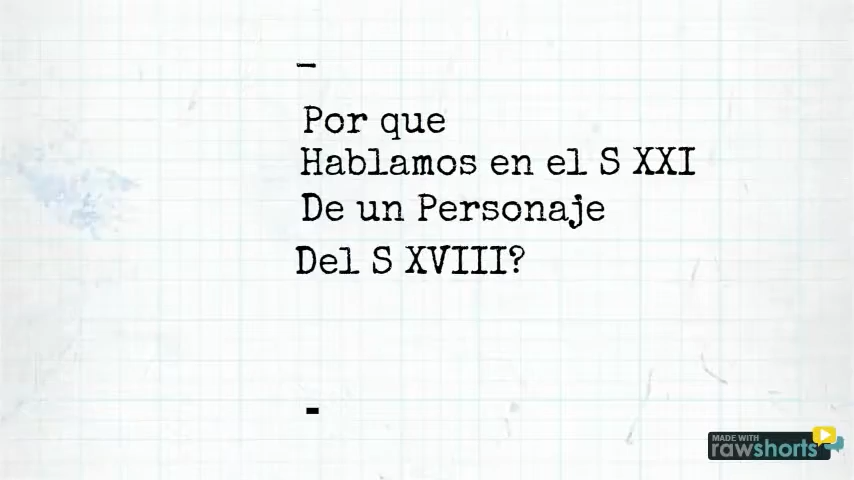 –
Por que
Hablamos en el S XXI
De un Personaje
Del S XVIII?
-
MADE WITH
rawshorts